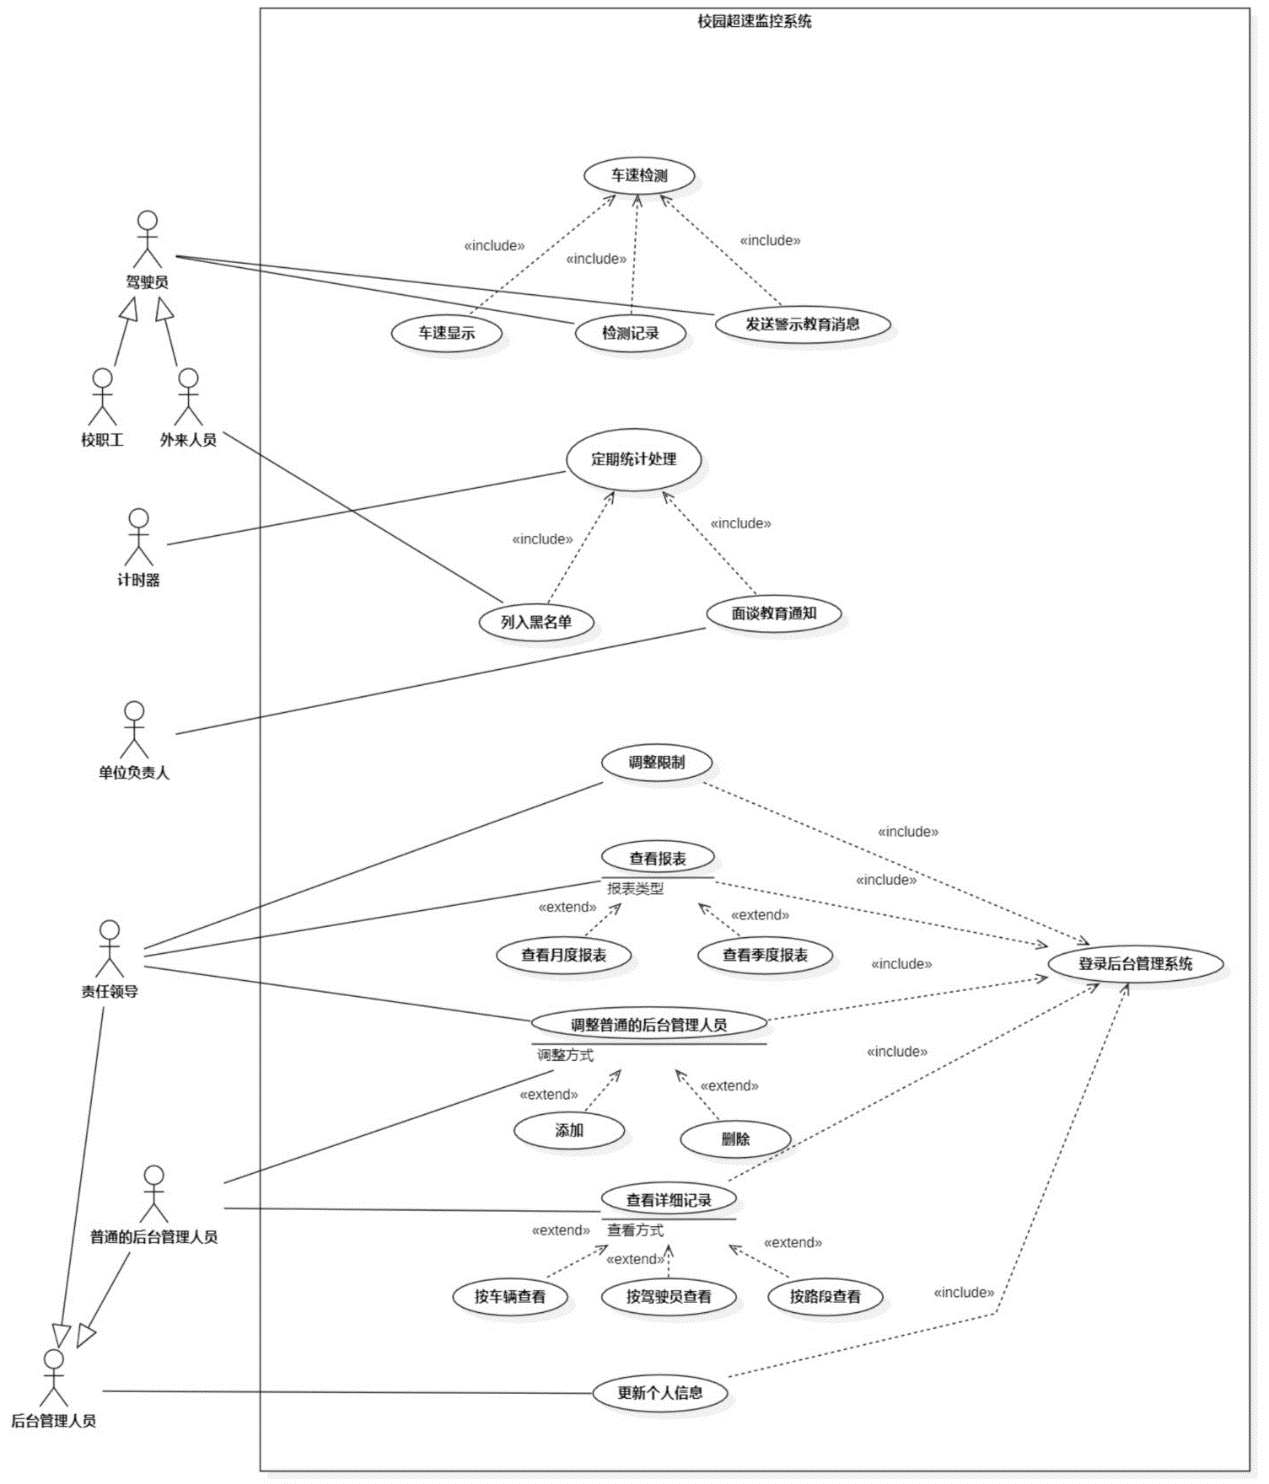 校园超速监控系统
车速检测
«include»
«include»
«include»
驾驶员
车速显示
检测记录
发送警示教育消息
校职工
外来人员
定期统计处理
«include»
«include»
计时器
列入黑名单
面谈教育通知
单位负责人
调整限制
«include»
查看报表
报表类型
«include»
«extend»
«extend»
查看月度报表
查看季度报表
«include»
登录后台管理系统
责任领导
调整普通的后台管理人员
调整方式
«include»
«extend»
«extend»
添加
删除
查看详细记录
查看方式
普通的后台管理人员
«extend»
«extend»
«extend»
按车辆查看
按驾驶员查看
按路段查看
«include»
更新个人信息
后台管理人员